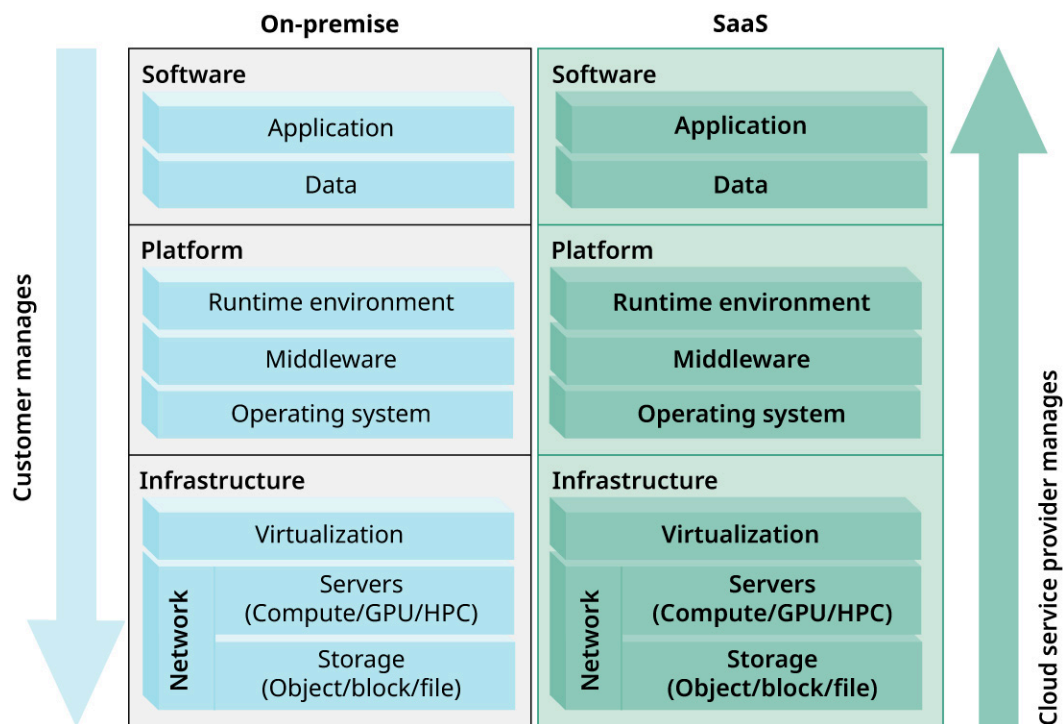 On-premise
SaaS
Customer manages
Software
Application
Data
Platform
Runtime environment
Middleware
Operating system
Infrastructure
Virtualization
Network
Servers
(Compute/GPU/HPC)
Storage
(Object/block/file)
Software
Application
Data
Platform
Runtime environment
Middleware
Operating system
Infrastructure
Virtualization
Network
Servers
(Compute/GPU/HPC)
Storage
(Object/block/file)
Cloud service provider manages